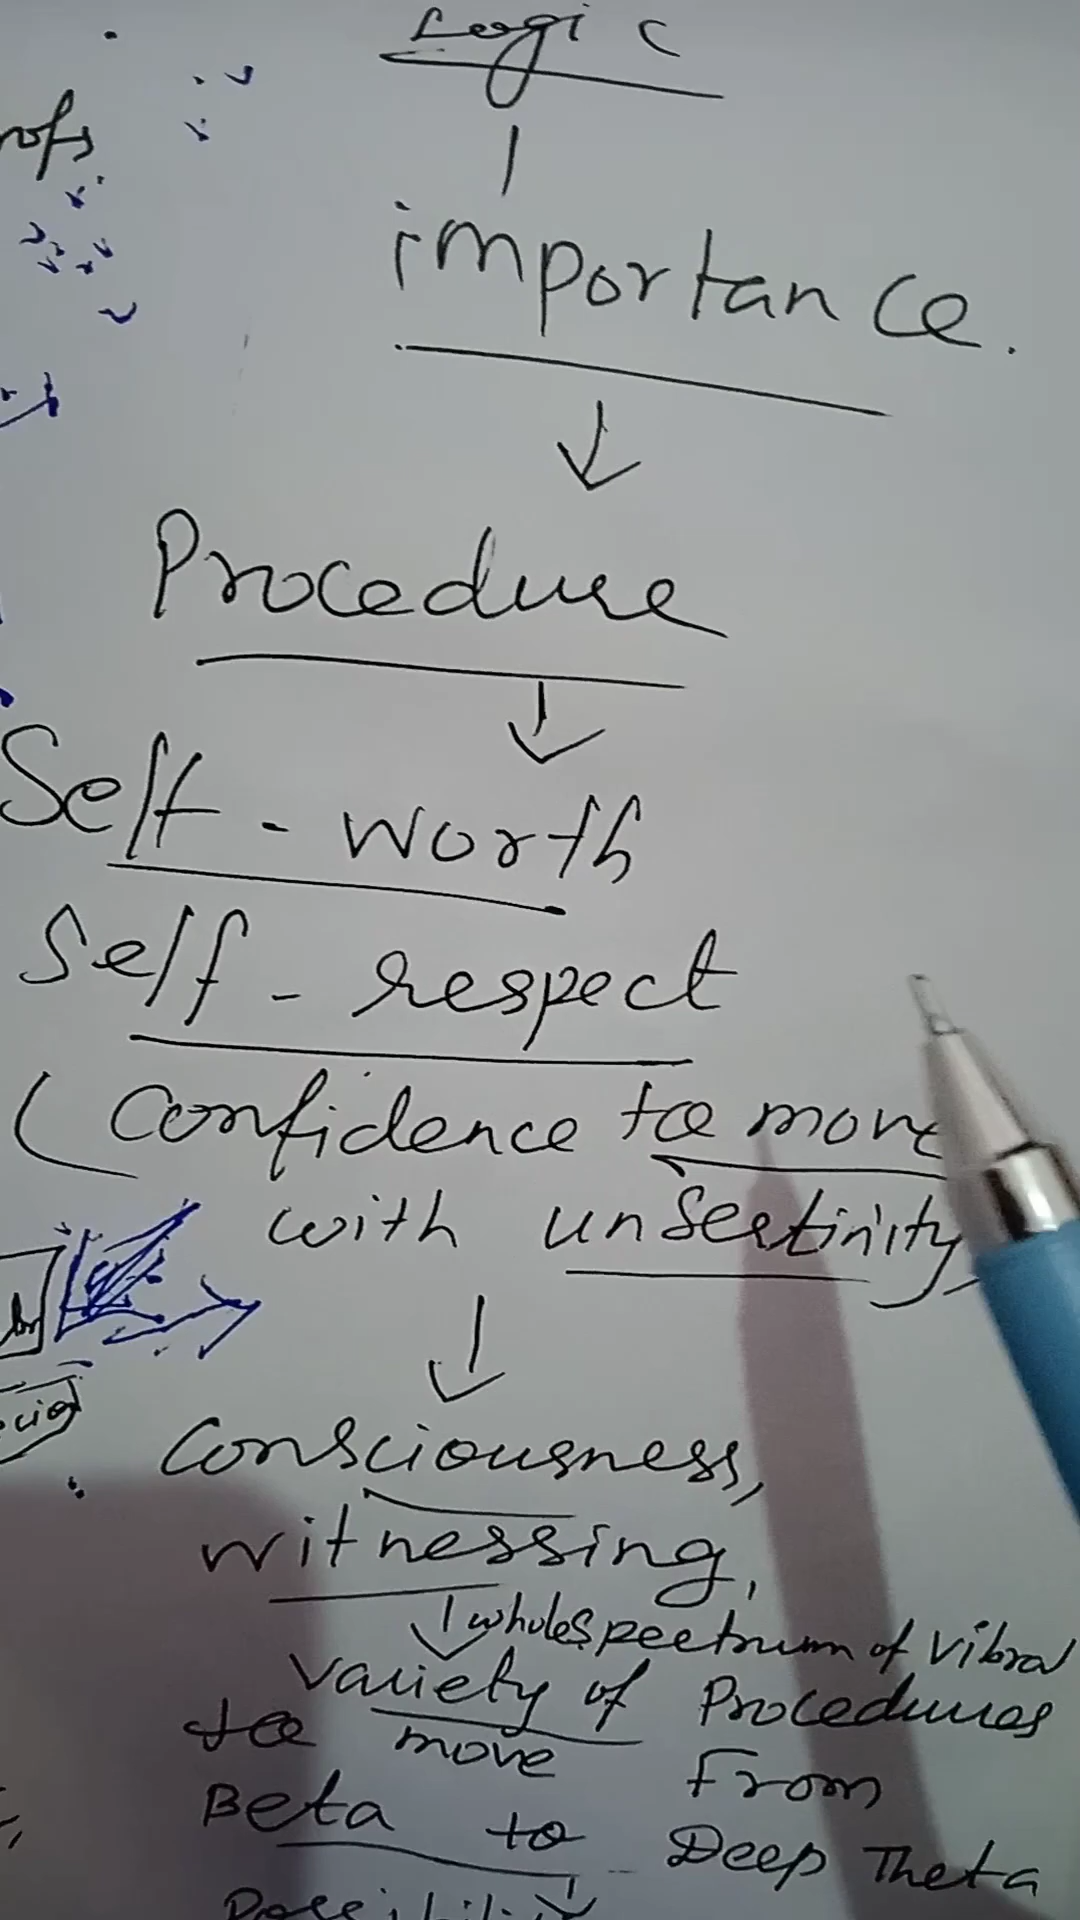 Logic
importance.
Procedure
Self-worth
Self-respect
(Confidence to move
with unsertinity)
Consciousness,
witnessing,
whole spectrum of
variety of Procedures
to move From
Beta to Deep Theta